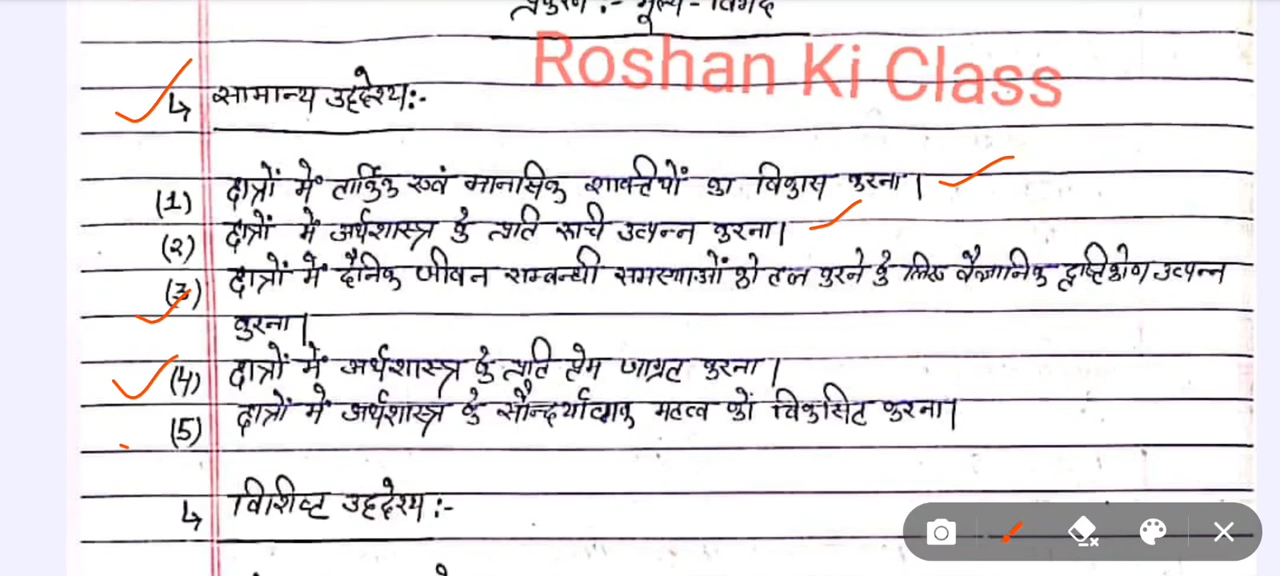 प्रकरण :- मूल्य - विभेद
Roshan Ki Class
↳ सामान्य उद्देश्य:-
(1) छात्रों में तार्किक एवं मानसिक शक्तियों का विकास करना।
(2) छात्रों में अर्थशास्त्र के प्रति रूचि उत्पन्न करना।
(3) छात्रों में दैनिक जीवन सम्बन्धी समस्याओं को हल करने के लिए वैज्ञानिक दृष्टिकोण उत्पन्न
करना।
(4) छात्रों में अर्थशास्त्र के प्रति प्रेम जाग्रत करना।
(5) छात्रों में अर्थशास्त्र के सौन्दर्यात्मक महत्व कों विकसित करना।
↳ विशिष्ट उद्देश्य :-